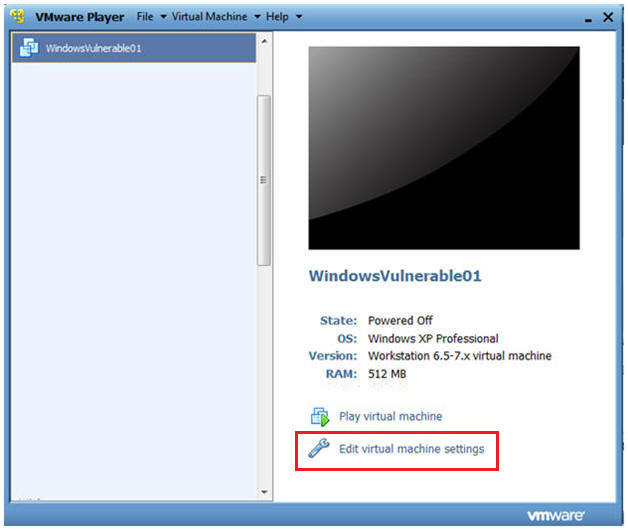 VMware Player File Virtual Machine Help
WindowsVulnerable01
WindowsVulnerable01
State: Powered Off
OS: Windows XP Professional
Version: Workstation 6.5-7.x virtual machine
RAM: 512 MB
Play virtual machine
Edit virtual machine settings
vmware